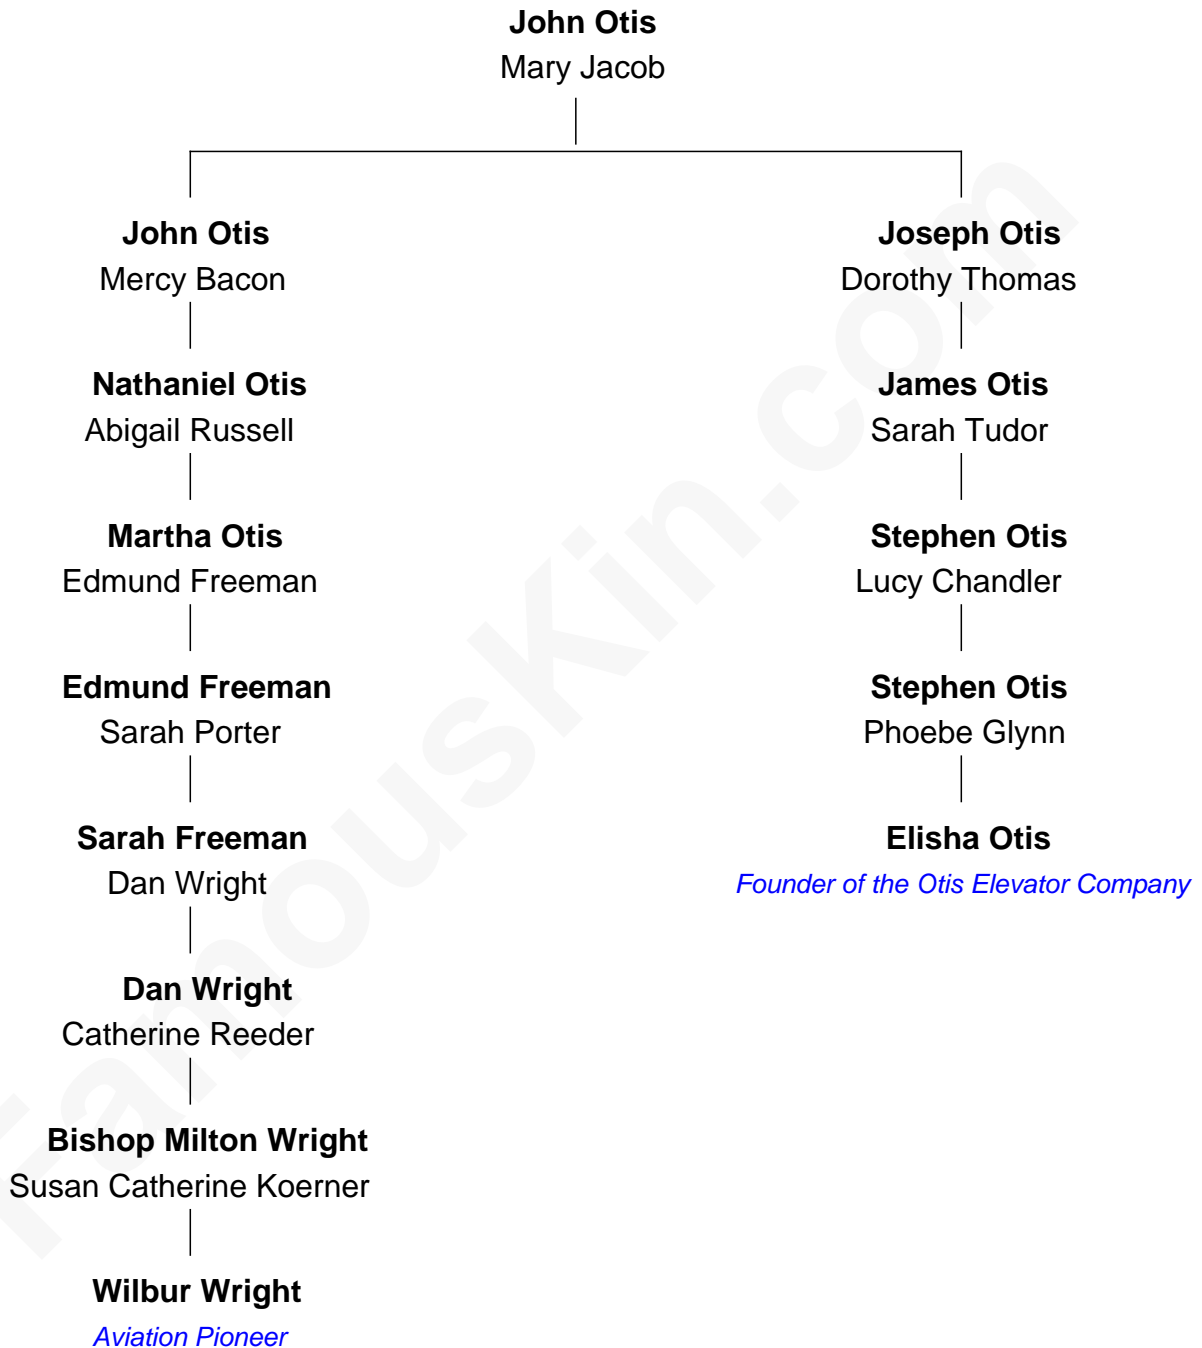 John Otis
Mary Jacob
John Otis
Mercy Bacon
Joseph Otis
Dorothy Thomas
Nathaniel Otis
Abigail Russell
James Otis
Sarah Tudor
Martha Otis
Edmund Freeman
Stephen Otis
Lucy Chandler
Edmund Freeman
Sarah Porter
Stephen Otis
Phoebe Glynn
Sarah Freeman
Dan Wright
Elisha Otis
Founder of the Otis Elevator Company
Dan Wright
Catherine Reeder
Bishop Milton Wright
Susan Catherine Koerner
Wilbur Wright
Aviation Pioneer
FamousKin.com